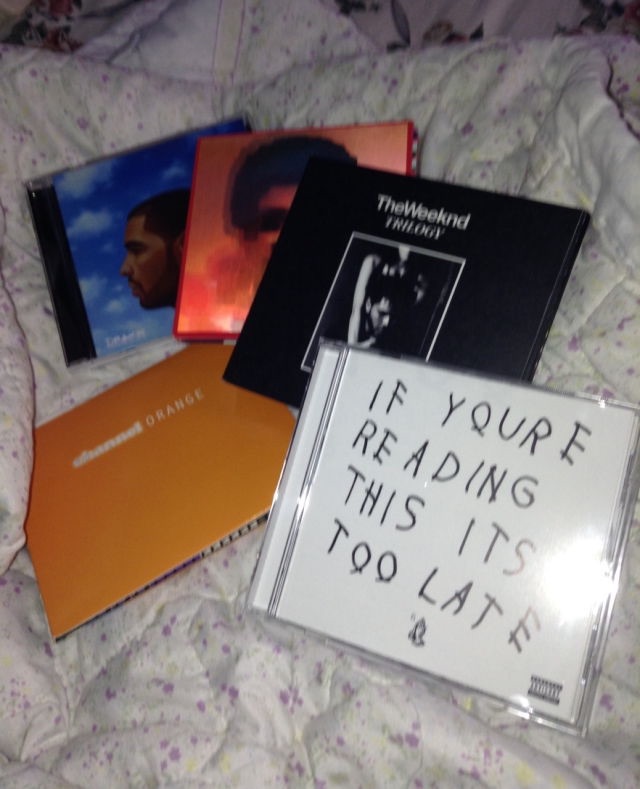 TheWeeknd
TRILOGY
channel ORANGE
IF YOURE
READING
THIS ITS
TOO LATE